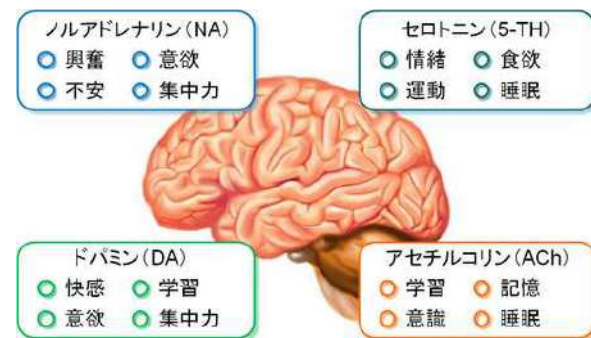 ノルアドレナリン(NA)
興奮 意欲
不安 集中力
セロトニン(5-TH)
情緒 食欲
運動 睡眠
ドパミン(DA)
快感 学習
意欲 集中力
アセチルコリン(ACh)
学習 記憶
意識 睡眠